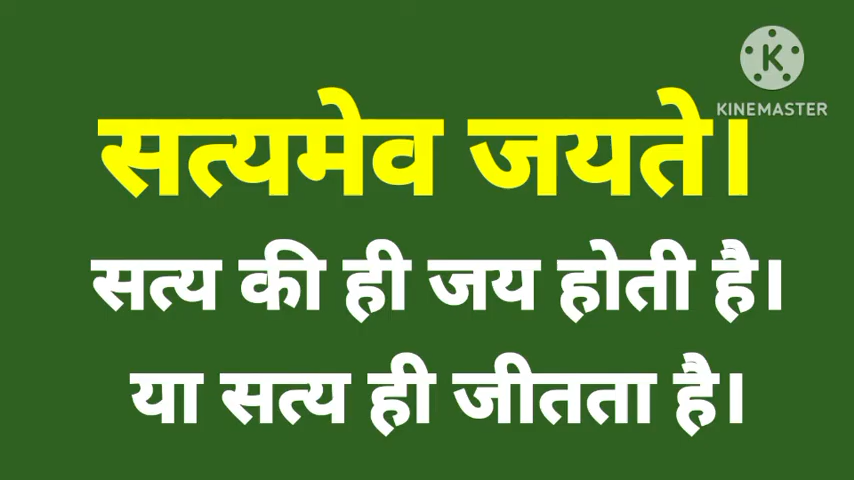 K
KINEMASTER
सत्यमेव जयते।
सत्य की ही जय होती है।
या सत्य ही जीतता है।